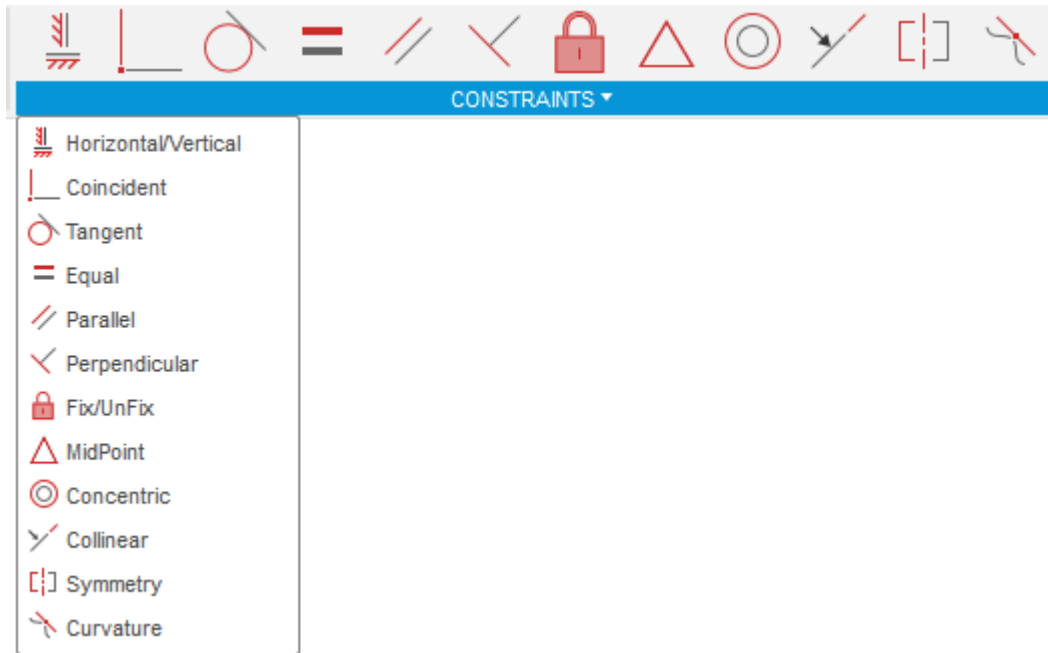 CONSTRAINTS
Horizontal/Vertical
Coincident
Tangent
Equal
Parallel
Perpendicular
Fix/UnFix
MidPoint
Concentric
Collinear
Symmetry
Curvature